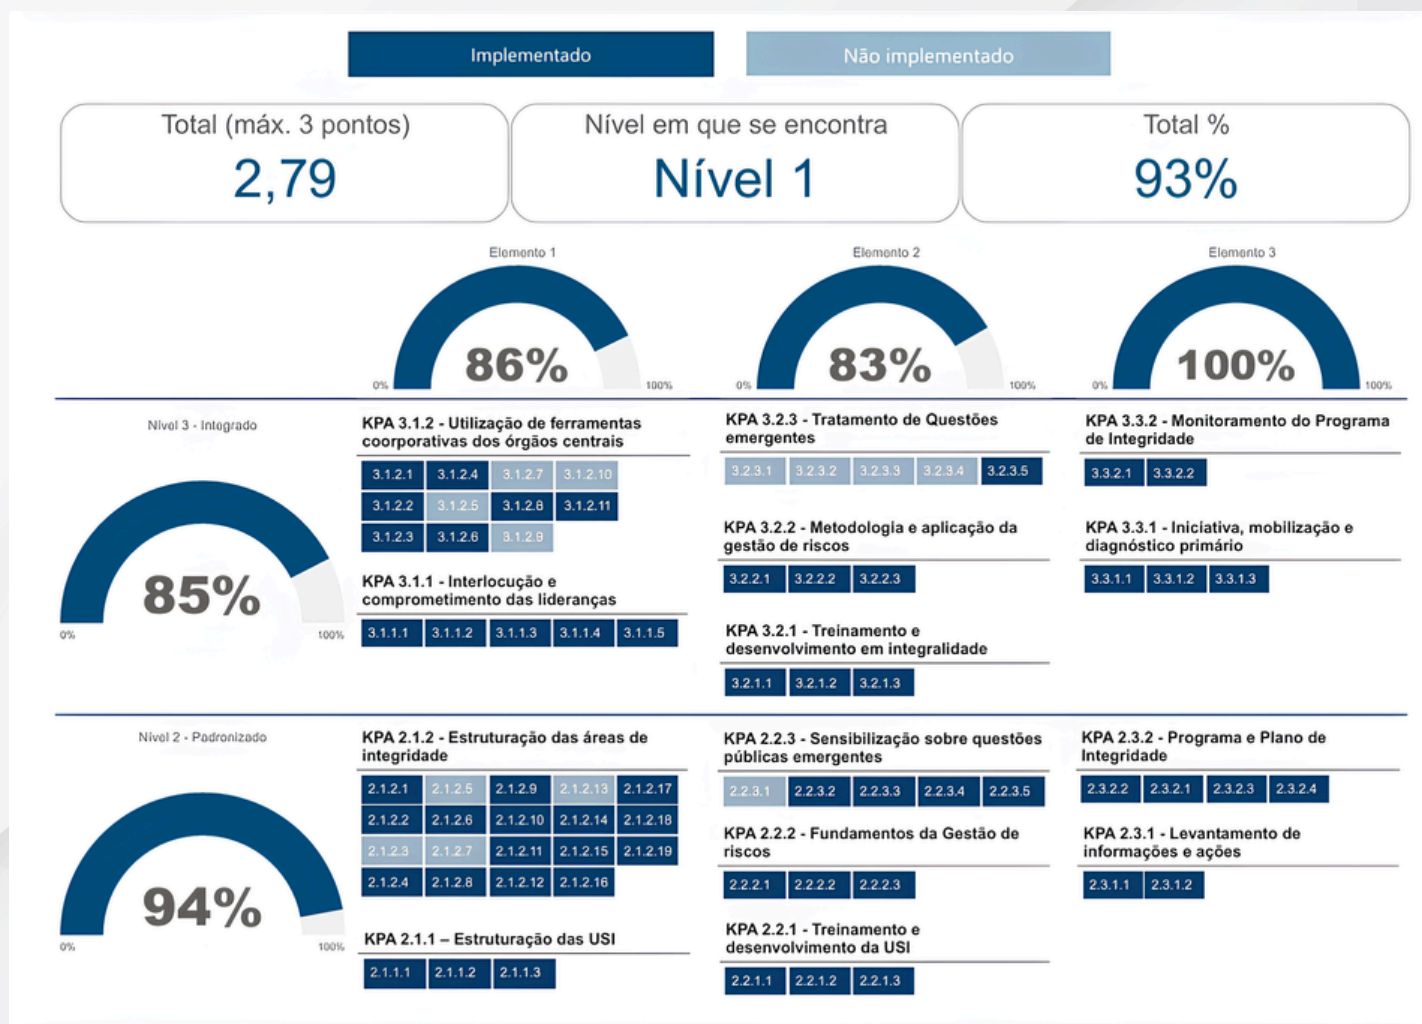 Implementado
Não implementado
Total (máx. 3 pontos)
2,79
Nível em que se encontra
Nível 1
Total %
93%
Elemento 1
86%
0%
100%
Elemento 2
83%
0%
100%
Elemento 3
100%
0%
100%
Nível 3 - Integrado
85%
0%
100%
KPA 3.1.2 - Utilização de ferramentas
coorporativas dos órgãos centrais
3.1.2.1 3.1.2.4 3.1.2.7 3.1.2.10
3.1.2.2 3.1.2.5 3.1.2.8 3.1.2.11
3.1.2.3 3.1.2.6 3.1.2.9
KPA 3.1.1 - Interlocução e
comprometimento das lideranças
3.1.1.1 3.1.1.2 3.1.1.3 3.1.1.4 3.1.1.5
KPA 3.2.3 - Tratamento de Questões
emergentes
3.2.3.1 3.2.3.2 3.2.3.3 3.2.3.4 3.2.3.5
KPA 3.2.2 - Metodologia e aplicação da
gestão de riscos
3.2.2.1 3.2.2.2 3.2.2.3
KPA 3.2.1 - Treinamento e
desenvolvimento em integralidade
3.2.1.1 3.2.1.2 3.2.1.3
KPA 3.3.2 - Monitoramento do Programa
de Integridade
3.3.2.1 3.3.2.2
KPA 3.3.1 - Iniciativa, mobilização e
diagnóstico primário
3.3.1.1 3.3.1.2 3.3.1.3
Nível 2 - Padronizado
94%
0%
100%
KPA 2.1.2 - Estruturação das áreas de
integridade
2.1.2.1 2.1.2.5 2.1.2.9 2.1.2.13 2.1.2.17
2.1.2.2 2.1.2.6 2.1.2.10 2.1.2.14 2.1.2.18
2.1.2.3 2.1.2.7 2.1.2.11 2.1.2.15 2.1.2.19
2.1.2.4 2.1.2.8 2.1.2.12 2.1.2.16
KPA 2.1.1 – Estruturação das USI
2.1.1.1 2.1.1.2 2.1.1.3
KPA 2.2.3 - Sensibilização sobre questões
públicas emergentes
2.2.3.1 2.2.3.2 2.2.3.3 2.2.3.4 2.2.3.5
KPA 2.2.2 - Fundamentos da Gestão de
riscos
2.2.2.1 2.2.2.2 2.2.2.3
KPA 2.2.1 - Treinamento e
desenvolvimento da USI
2.2.1.1 2.2.1.2 2.2.1.3
KPA 2.3.2 - Programa e Plano de
Integridade
2.3.2.2 2.3.2.1 2.3.2.3 2.3.2.4
KPA 2.3.1 - Levantamento de
informações e ações
2.3.1.1 2.3.1.2